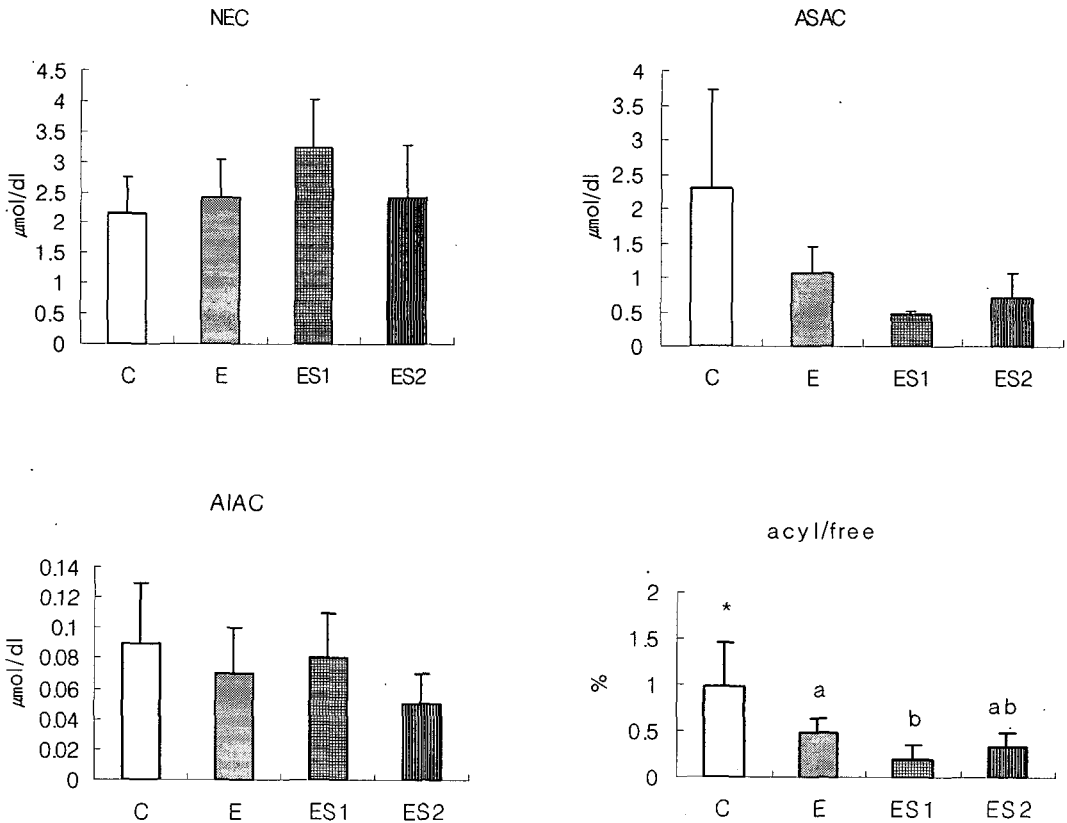 NEC
4.5
4
3.5
3
2.5
2
1.5
1
0.5
0
μmol/dl
C E ES1 ES2
ASAC
4
3.5
3
2.5
2
1.5
1
0.5
0
μmol/dl
C E ES1 ES2
AIAC
0.14
0.12
0.1
0.08
0.06
0.04
0.02
0
μmol/dl
C E ES1 ES2
acyl/free
2
1.5
1
0.5
0
%
*
a
b
ab
C E ES1 ES2